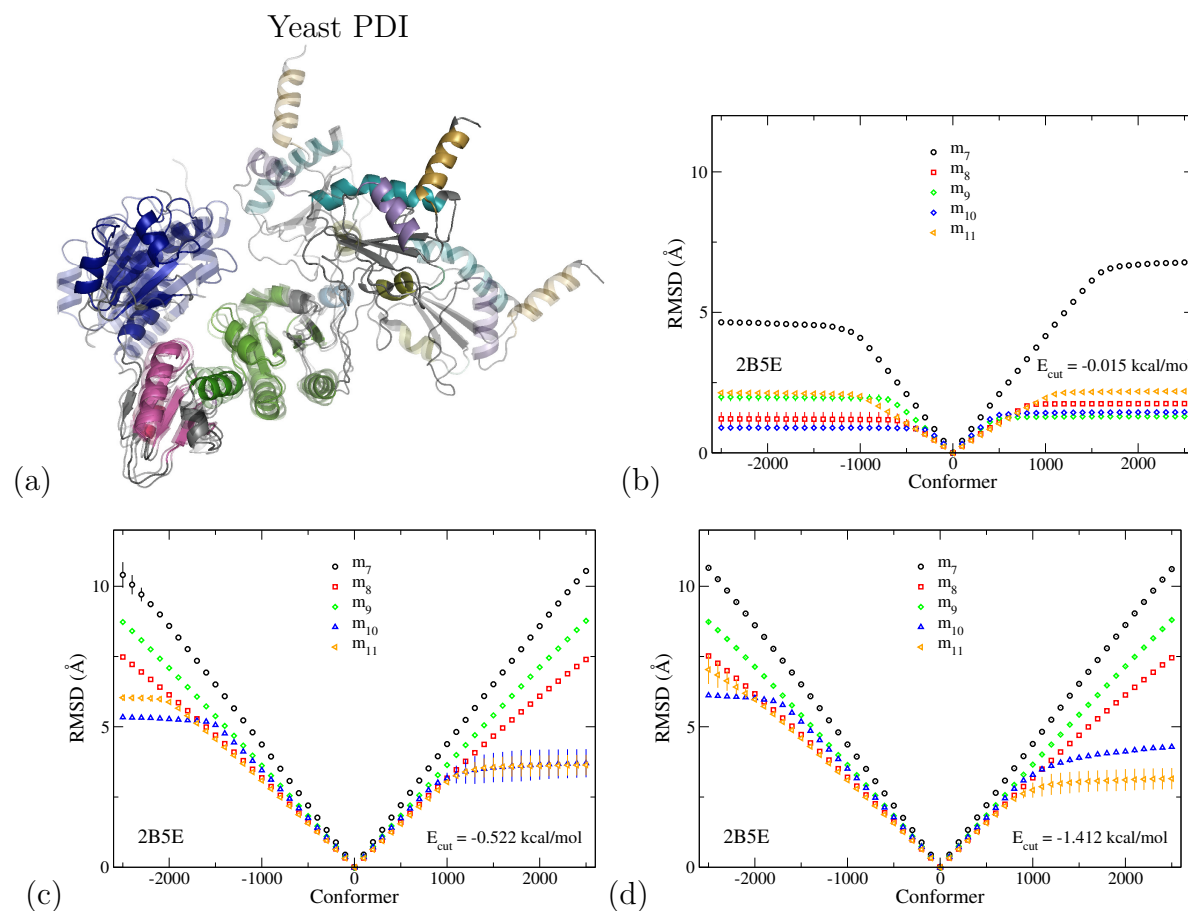 Yeast PDI
(a)
10
5
0
RMSD (Å)
-2000 -1000 0 1000 2000
Conformer
m7
m8
m9
m10
m11
2B5E
Ecut = -0.015 kcal/mol
(b)
10
5
0
RMSD (Å)
-2000 -1000 0 1000 2000
Conformer
m7
m8
m9
m10
m11
2B5E
Ecut = -0.522 kcal/mol
(c)
10
5
0
RMSD (Å)
-2000 -1000 0 1000 2000
Conformer
m7
m8
m9
m10
m11
2B5E
Ecut = -1.412 kcal/mol
(d)